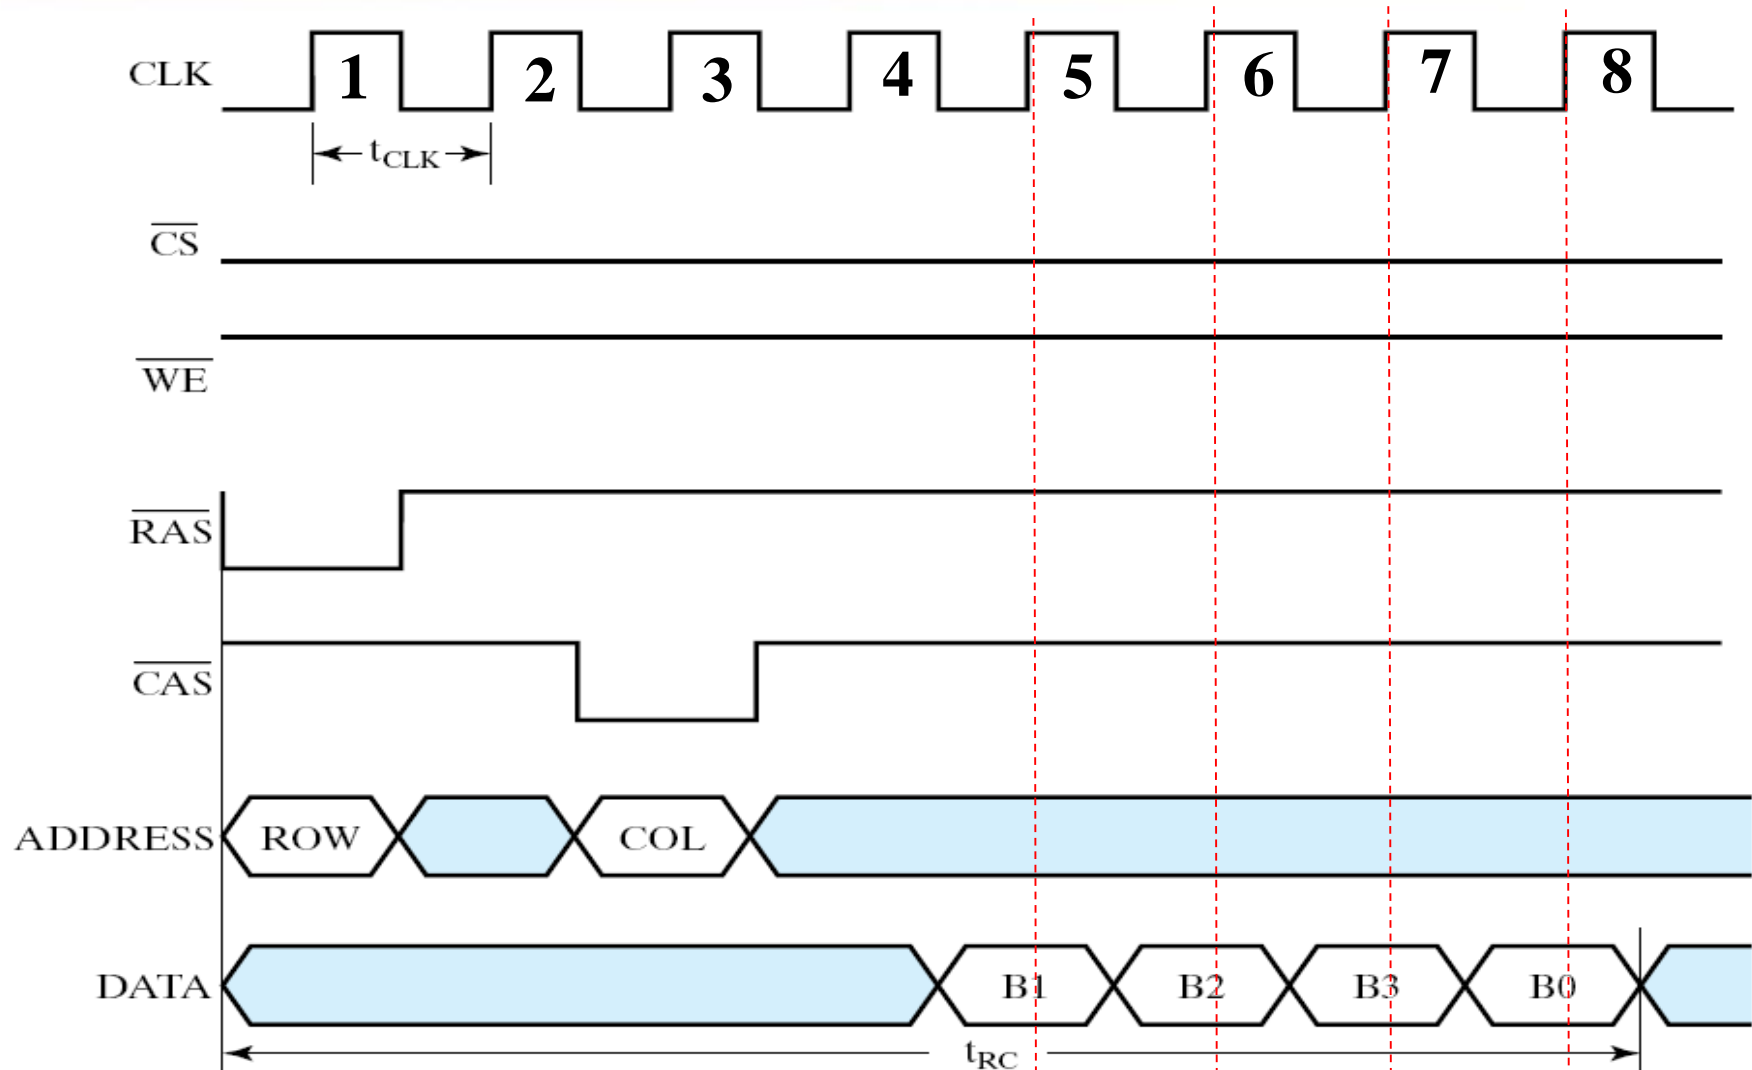 CLK 1 2 3 4 5 6 7 8
tCLK
CS
WE
RAS
CAS
ADDRESS ROW COL
DATA B1 B2 B3 B0
tRC